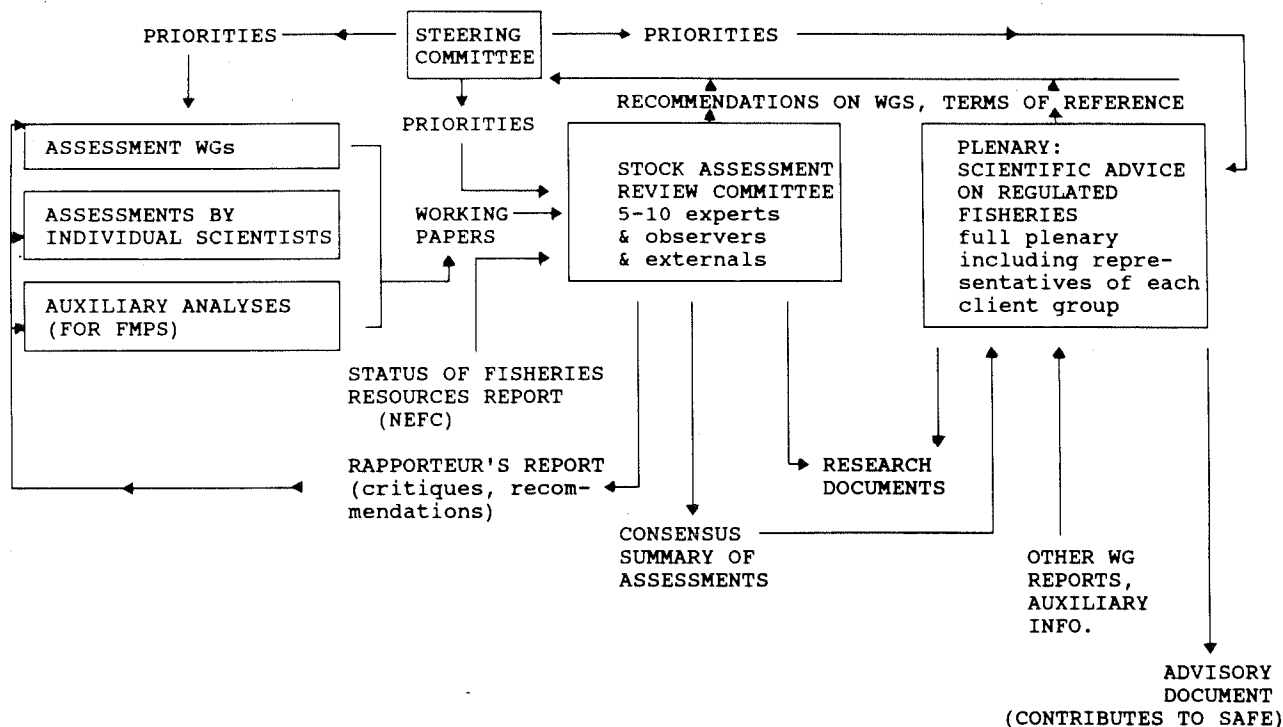 PRIORITIES
STEERING
COMMITTEE
PRIORITIES
RECOMMENDATIONS ON WGS, TERMS OF REFERENCE
PRIORITIES
ASSESSMENT WGs
ASSESSMENTS BY
INDIVIDUAL SCIENTISTS
AUXILIARY ANALYSES
(FOR FMPS)
WORKING
PAPERS
STOCK ASSESSMENT
REVIEW COMMITTEE
5-10 experts
& observers
& externals
PLENARY:
SCIENTIFIC ADVICE
ON REGULATED
FISHERIES
full plenary
including repre-
sentatives of each
client group
STATUS OF FISHERIES
RESOURCES REPORT
(NEFC)
RAPPORTEUR'S REPORT
(critiques, recom-
mendations)
RESEARCH
DOCUMENTS
CONSENSUS
SUMMARY OF
ASSESSMENTS
OTHER WG
REPORTS,
AUXILIARY
INFO.
ADVISORY
DOCUMENT
(CONTRIBUTES TO SAFE)